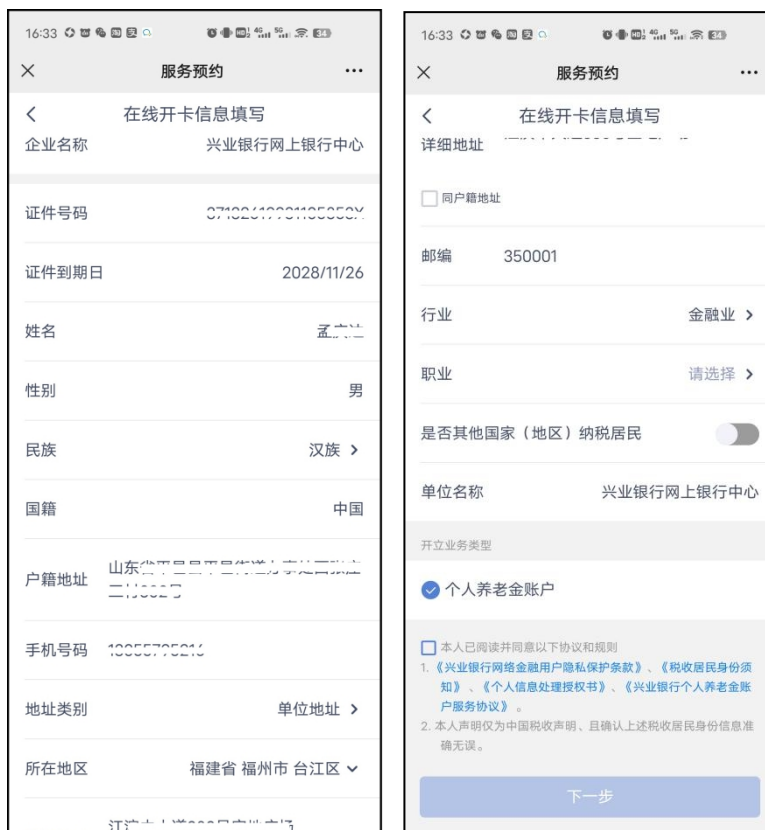 16:33
34
服务预约
在线开卡信息填写
企业名称 兴业银行网上银行中心
证件号码
证件到期日 2028/11/26
姓名
性别 男
民族 汉族
国籍 中国
户籍地址 山东
手机号码
地址类别 单位地址
所在地区 福建省 福州市 台江区
16:33
34
服务预约
在线开卡信息填写
详细地址
同户籍地址
邮编 350001
行业 金融业
职业 请选择
是否其他国家（地区）纳税居民
单位名称 兴业银行网上银行中心
开立业务类型
个人养老金账户
本人已阅读并同意以下协议和规则
1. 《兴业银行网络金融用户隐私保护条款》、《税收居民身份须
知》、《个人信息处理授权书》、《兴业银行个人养老金账
户服务协议》。
2. 本人声明仅为中国税收声明、且确认上述税收居民身份信息准
确无误。
下一步